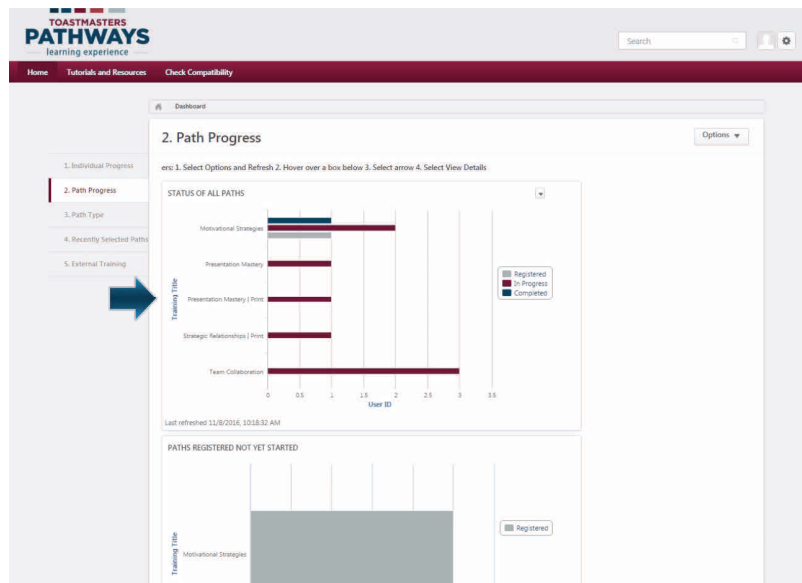 TOASTMASTERS
PATHWAYS
learning experience
Search
Home Tutorials and Resources Check Compatibility
Dashboard
2. Path Progress
Options
1. Individual Progress
2. Path Progress
3. Path Type
4. Recently Selected Paths
5. External Training
ers: 1. Select Options and Refresh 2. Hover over a box below 3. Select arrow 4. Select View Details
STATUS OF ALL PATHS
Training Title
Motivational Strategies
Presentation Mastery
Presentation Mastery | Print
Strategic Relationships | Print
Team Collaboration
0 0.5 1 1.5 2 2.5 3 3.5
User ID
Registered
In Progress
Completed
Last refreshed 11/8/2016, 10:18:32 AM
PATHS REGISTERED NOT YET STARTED
Training Title
Motivational Strategies
Registered